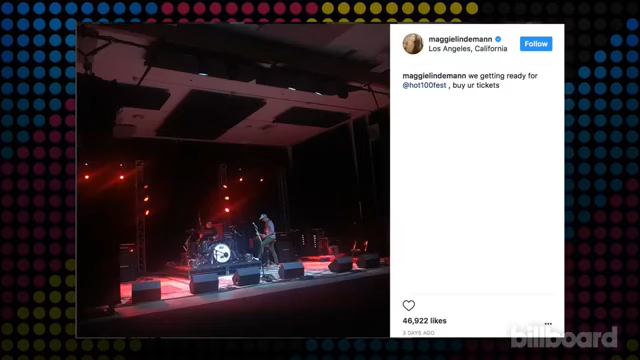 maggielindemann
Los Angeles, California
Follow
maggielindemann we getting ready for
@hot100fest , buy ur tickets
46,922 likes
3 DAYS AGO
billboard